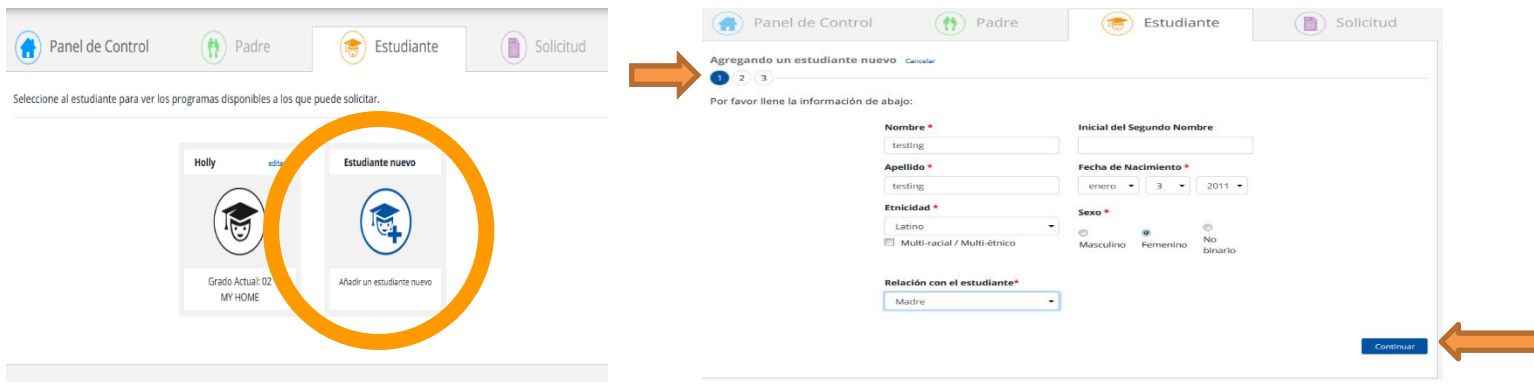 Panel de Control Padre Estudiante Solicitud
Seleccione al estudiante para ver los programas disponibles a los que puede solicitar.
Holly Estudiante nuevo
Grado Actual: 02 Añadir un estudiante nuevo
MY HOME
Panel de Control Padre Estudiante Solicitud
Agregando un estudiante nuevo Cancelar
1 2 3
Por favor llene la información de abajo:
Nombre * Inicial del Segundo Nombre
testing
Apellido * Fecha de Nacimiento *
testing enero 3 2011
Etnicidad * Sexo *
Latino
Multi-racial / Multi-étnico Masculino Femenino No binario
Relación con el estudiante*
Madre
Continuar